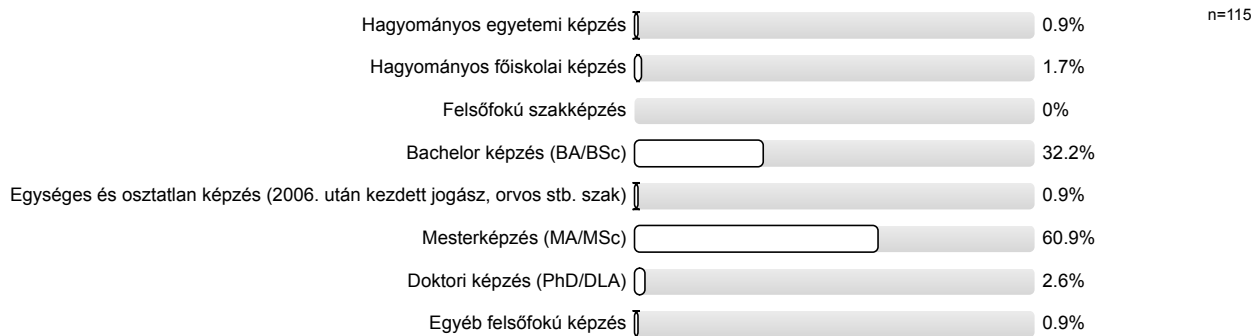 n=115
Hagyományos egyetemi képzés 0.9%
Hagyományos főiskolai képzés 1.7%
Felsőfokú szakképzés 0%
Bachelor képzés (BA/BSc) 32.2%
Egységes és osztatlan képzés (2006. után kezdett jogász, orvos stb. szak) 0.9%
Mesterképzés (MA/MSc) 60.9%
Doktori képzés (PhD/DLA) 2.6%
Egyéb felsőfokú képzés 0.9%